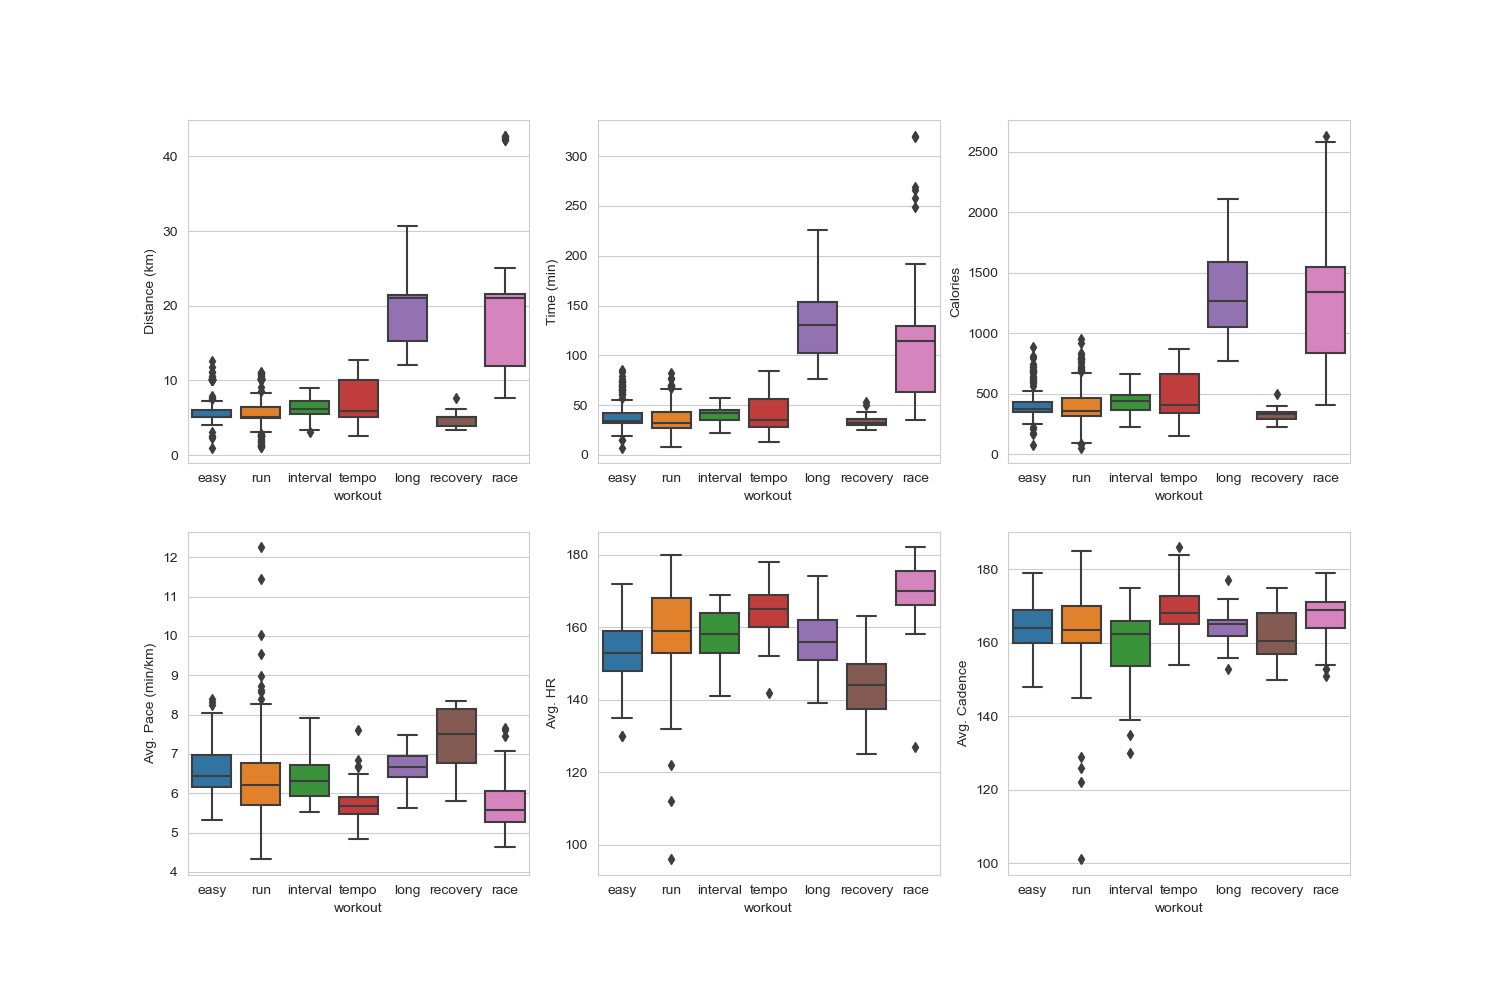 Distance (km)
40
30
20
10
0
easy run interval tempo long recovery race
workout
Time (min)
300
250
200
150
100
50
0
easy run interval tempo long recovery race
workout
Calories
2500
2000
1500
1000
500
0
easy run interval tempo long recovery race
workout
Avg. Pace (min/km)
12
11
10
9
8
7
6
5
4
easy run interval tempo long recovery race
workout
Avg. HR
180
160
140
120
100
easy run interval tempo long recovery race
workout
Avg. Cadence
180
160
140
120
100
easy run interval tempo long recovery race
workout